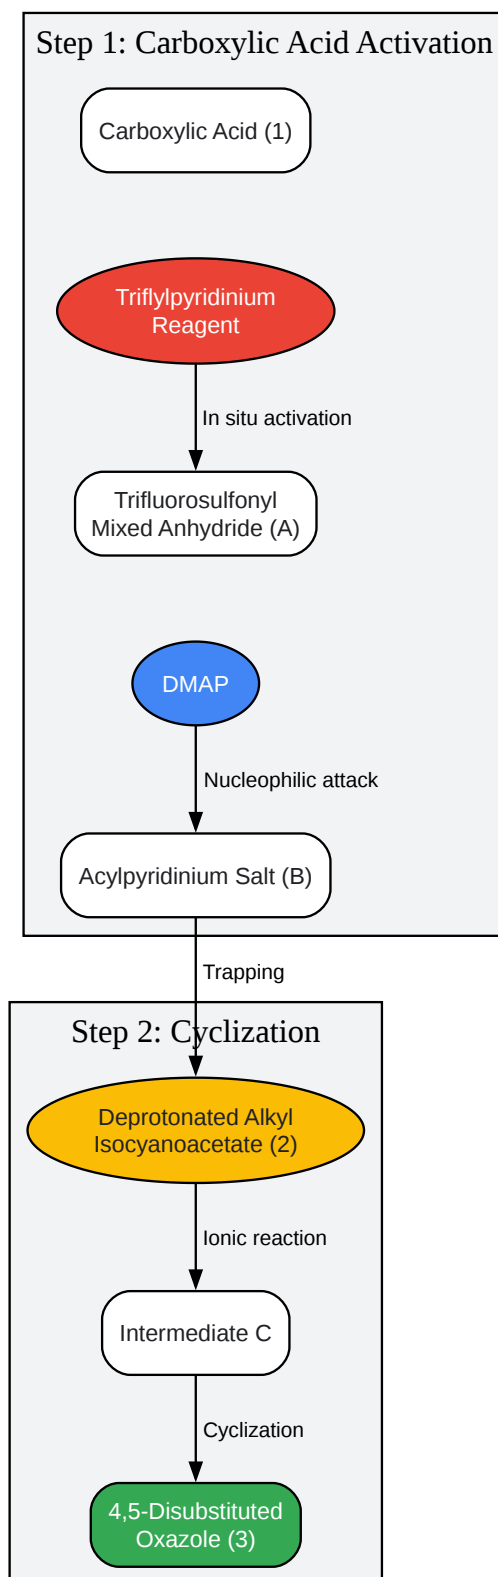 Step 1: Carboxylic Acid Activation
Carboxylic Acid (1)
Triflylpyridinium
Reagent
In situ activation
Trifluorosulfonyl
Mixed Anhydride (A)
DMAP
Nucleophilic attack
Acylpyridinium Salt (B)
Trapping
Step 2: Cyclization
Deprotonated Alkyl
Isocyanoacetate (2)
Ionic reaction
Intermediate C
Cyclization
4,5-Disubstituted
Oxazole (3)